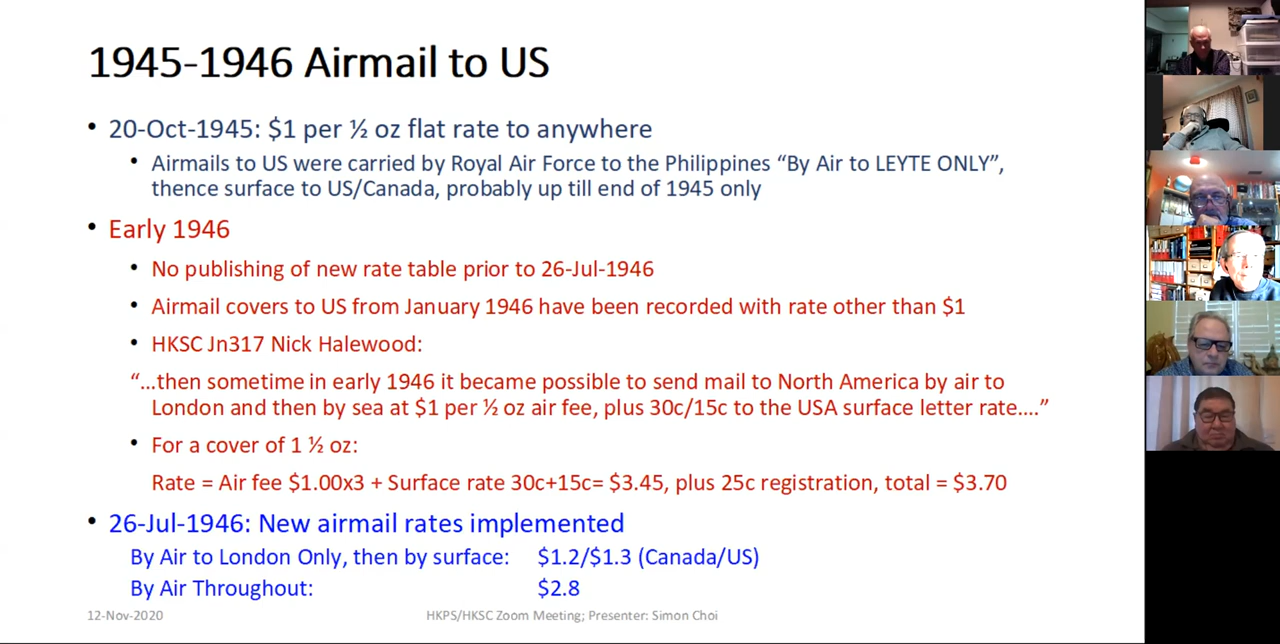 1945-1946 Airmail to US
• 20-Oct-1945: $1 per ½ oz flat rate to anywhere
• Airmails to US were carried by Royal Air Force to the Philippines “By Air to LEYTE ONLY”,
thence surface to US/Canada, probably up till end of 1945 only
• Early 1946
• No publishing of new rate table prior to 26-Jul-1946
• Airmail covers to US from January 1946 have been recorded with rate other than $1
• HKSC Jn317 Nick Halewood:
“…then sometime in early 1946 it became possible to send mail to North America by air to
London and then by sea at $1 per ½ oz air fee, plus 30c/15c to the USA surface letter rate….”
• For a cover of 1 ½ oz:
Rate = Air fee $1.00x3 + Surface rate 30c+15c= $3.45, plus 25c registration, total = $3.70
• 26-Jul-1946: New airmail rates implemented
By Air to London Only, then by surface: $1.2/$1.3 (Canada/US)
By Air Throughout: $2.8
12-Nov-2020 HKPS/HKSC Zoom Meeting; Presenter: Simon Choi